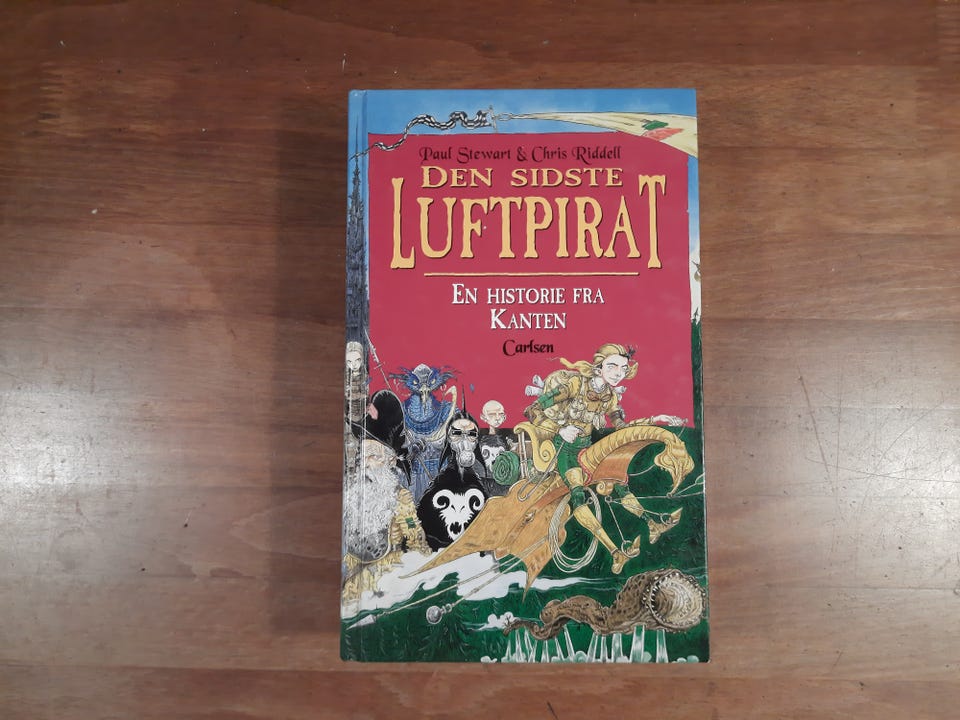 Paul Stewart & Chris Riddell
DEN SIDSTE
LUFTPIRAT
EN HISTORIE FRA
KANTEN
Carlsen